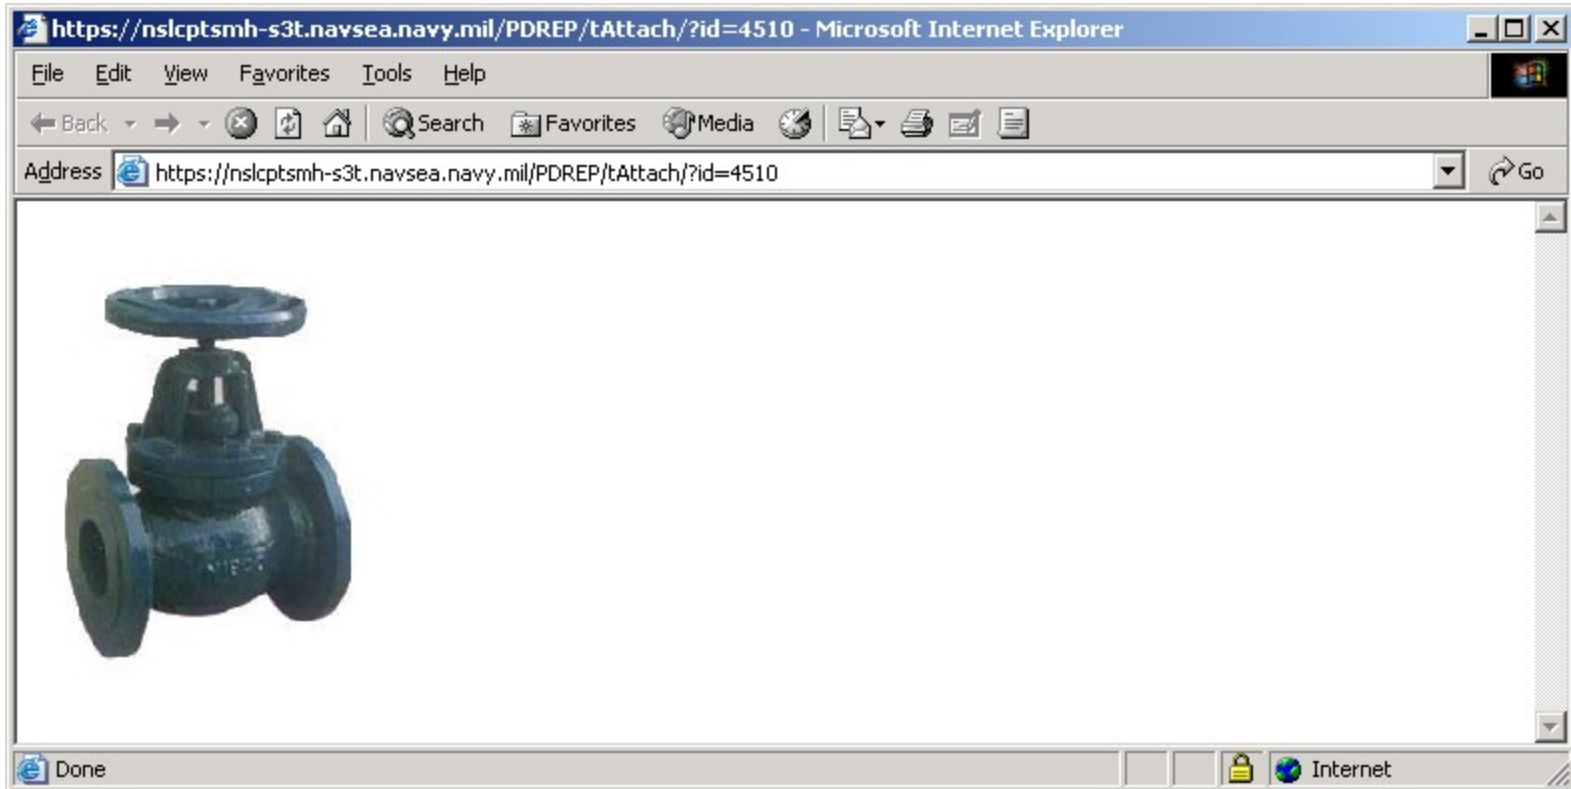 https://nslcptsmh-s3t.navsea.navy.mil/PDREP/tAttach/?id=4510 - Microsoft Internet Explorer
File Edit View Favorites Tools Help
Back Search Favorites Media
Address https://nslcptsmh-s3t.navsea.navy.mil/PDREP/tAttach/?id=4510 Go
Done Internet